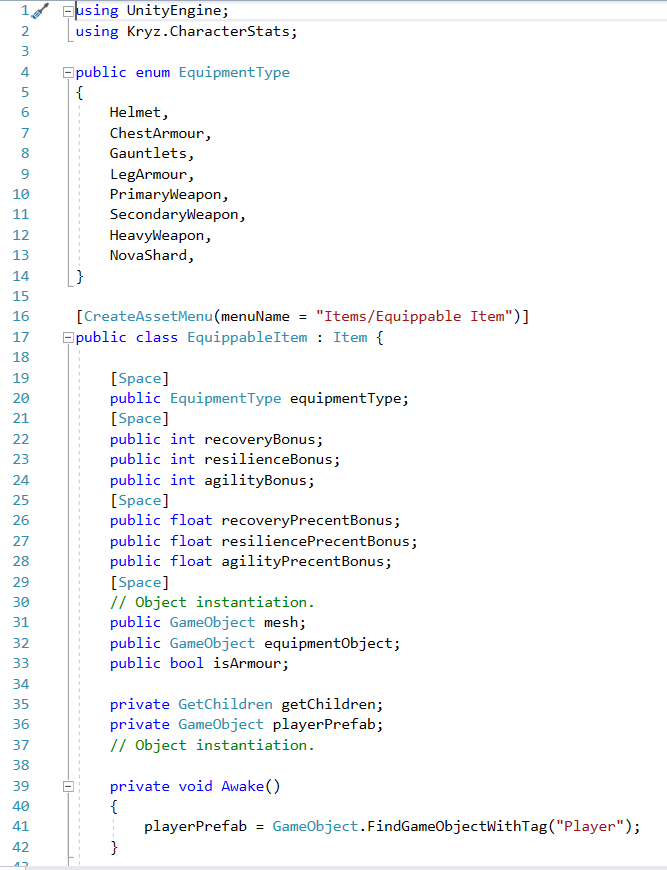 1 using UnityEngine;
2 using Kryz.CharacterStats;
3
4 public enum EquipmentType
5 {
6 Helmet,
7 ChestArmour,
8 Gauntlets,
9 LegArmour,
10 PrimaryWeapon,
11 SecondaryWeapon,
12 HeavyWeapon,
13 NovaShard,
14 }
15
16 [CreateAssetMenu(menuName = "Items/Equippable Item")]
17 public class EquippableItem : Item {
18
19 [Space]
20 public EquipmentType equipmentType;
21 [Space]
22 public int recoveryBonus;
23 public int resilienceBonus;
24 public int agilityBonus;
25 [Space]
26 public float recoveryPrecentBonus;
27 public float resiliencePrecentBonus;
28 public float agilityPrecentBonus;
29 [Space]
30 // Object instantiation.
31 public GameObject mesh;
32 public GameObject equipmentObject;
33 public bool isArmour;
34
35 private GetChildren getChildren;
36 private GameObject playerPrefab;
37 // Object instantiation.
38
39 private void Awake()
40 {
41 playerPrefab = GameObject.FindGameObjectWithTag("Player");
42 }